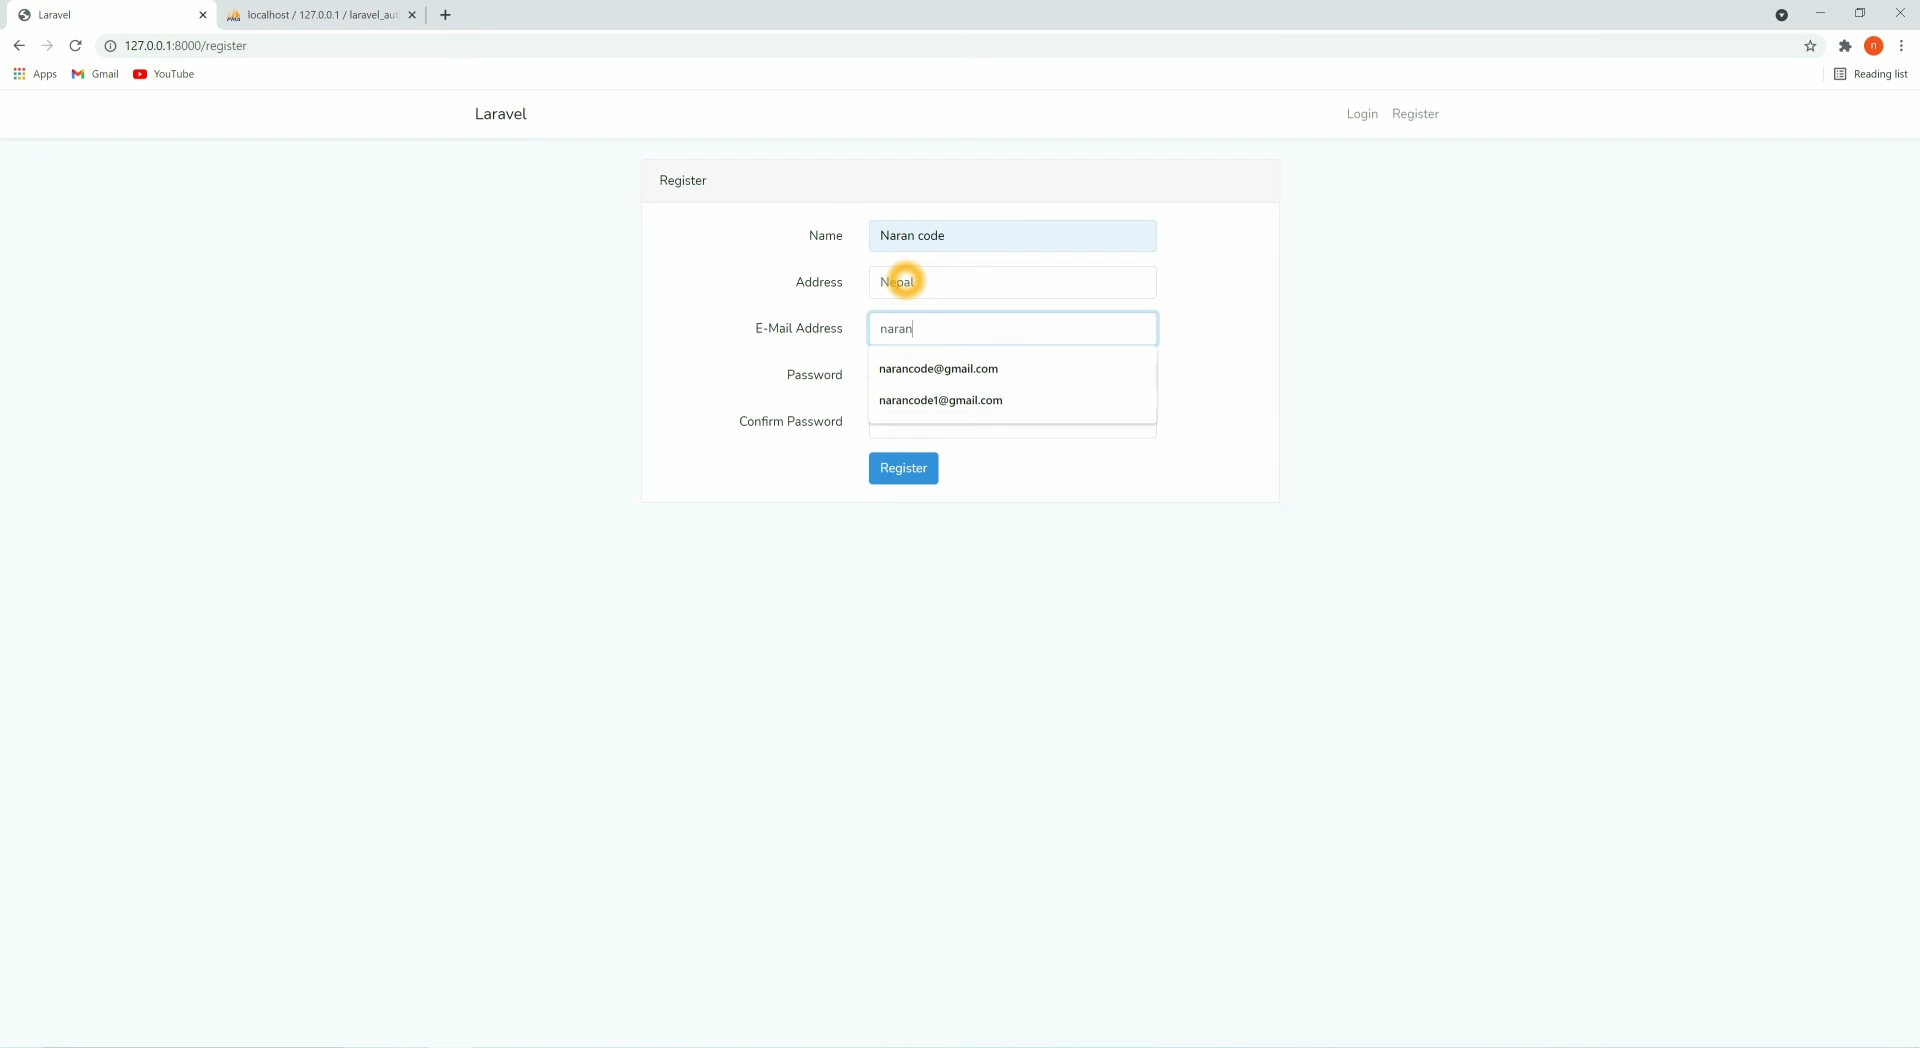 Laravel
localhost / 127.0.0.1 / laravel_aut
127.0.0.1:8000/register
n
Apps
Gmail
YouTube
Reading list
Laravel
Login
Register
Register
Name
Naran code
Address
Nepal
E-Mail Address
naran
narancode@gmail.com
Password
narancode1@gmail.com
Confirm Password
Register